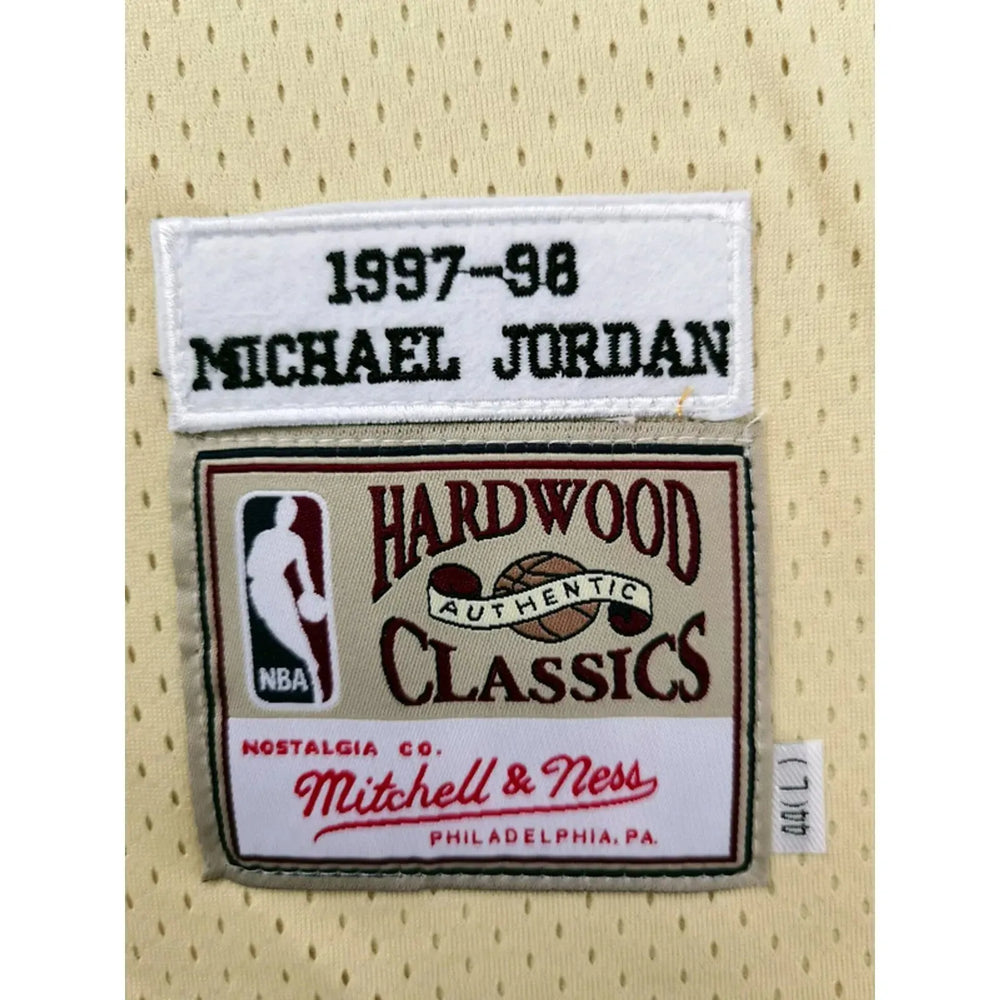 1997-98
MICHAEL JORDAN
HARDWOOD
AUTHENTIC
CLASSICS
NBA
NOSTALGIA CO.
Mitchell & Ness
PHILADELPHIA, PA.
44(L)